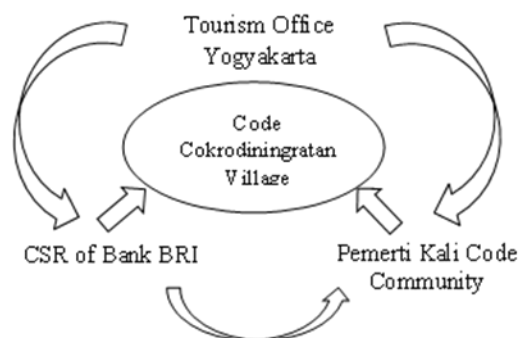 Tourism Office
Yogyakarta
Code
Cokrodiningratan
Village
CSR of Bank BRI
Pemerti Kali Code
Community